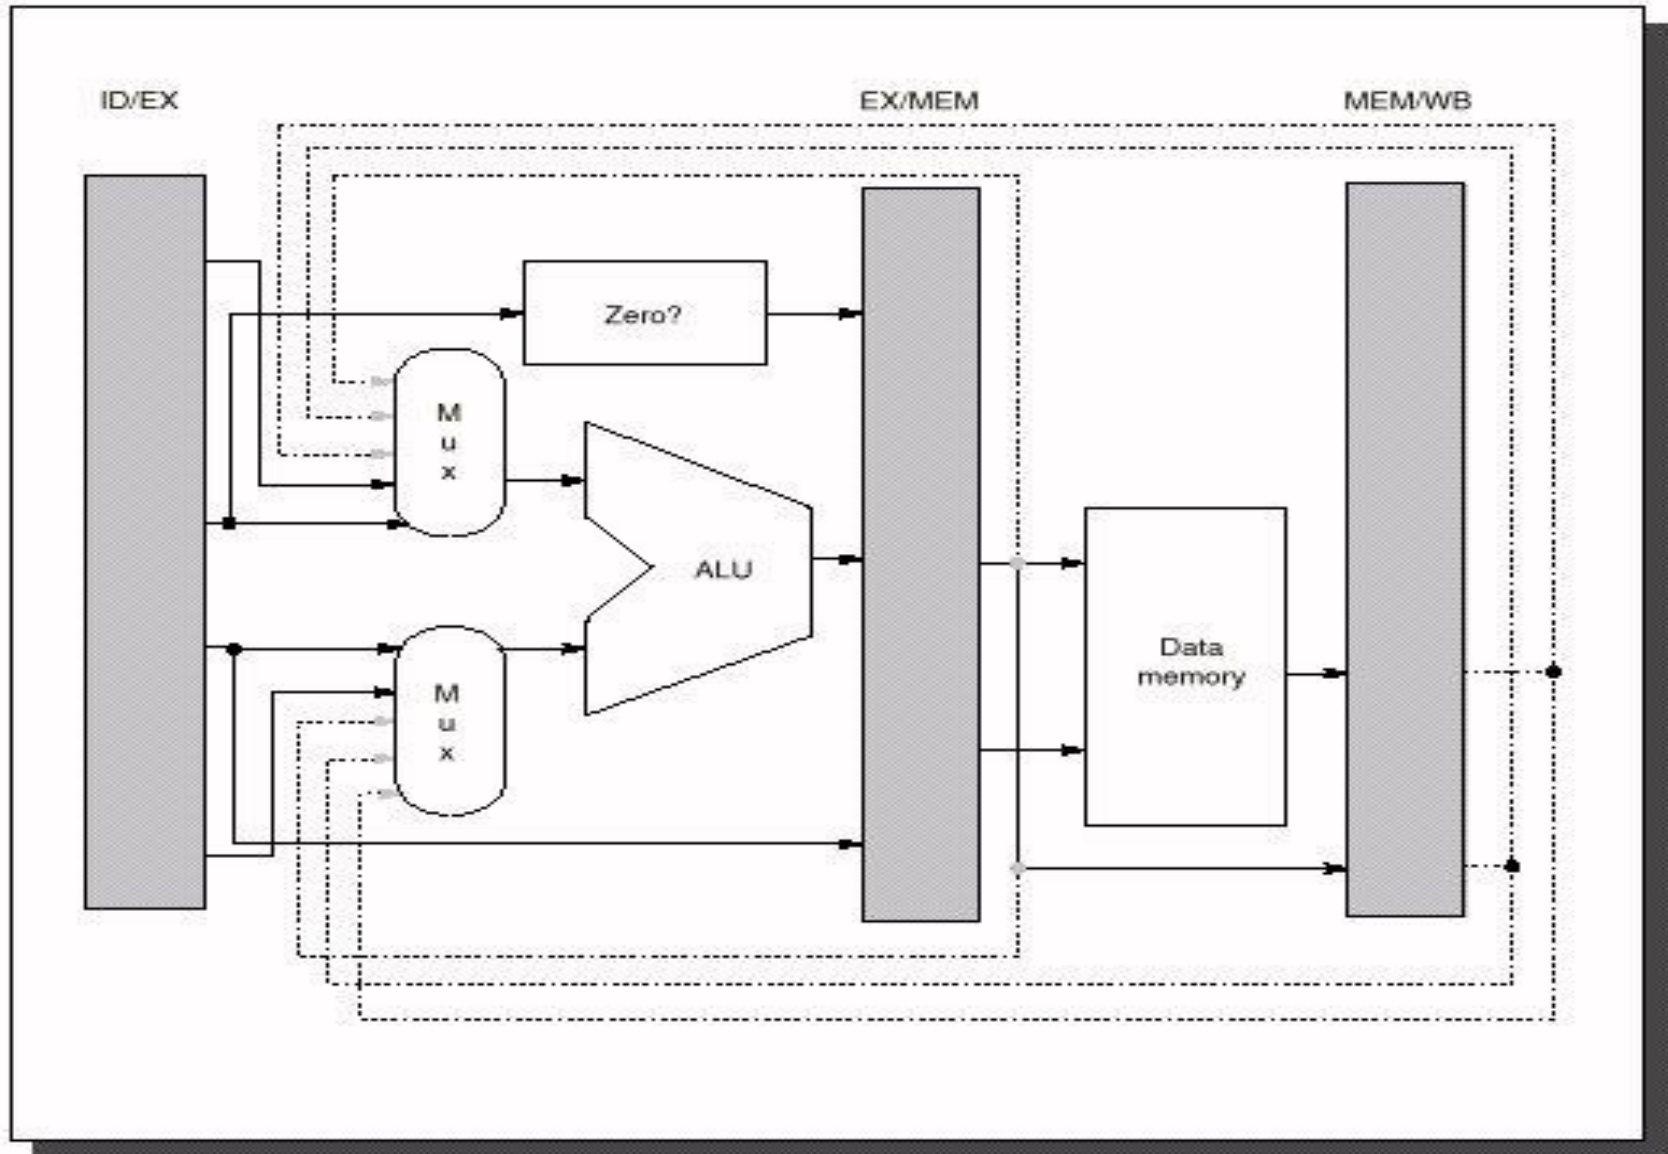 ID/EX
EX/MEM
MEM/WB
Zero?
M
u
x
ALU
Data
memory
M
u
x